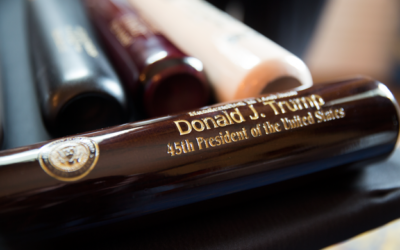 Donald J. Trump
45th President of the United States